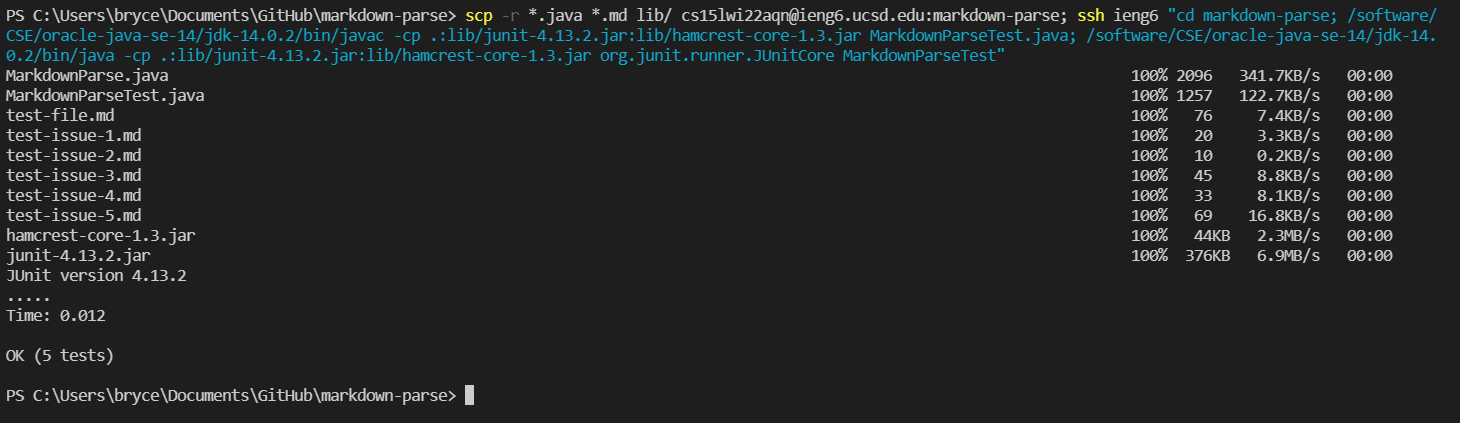 PS C:\Users\bryce\Documents\GitHub\markdown-parse> scp -r *.java *.md lib/ cs15lwi22aqn@ieng6.ucsd.edu:markdown-parse; ssh ieng6 "cd markdown-parse; /software/
CSE/oracle-java-se-14/jdk-14.0.2/bin/javac -cp .:lib/junit-4.13.2.jar:lib/hamcrest-core-1.3.jar MarkdownParseTest.java; /software/CSE/oracle-java-se-14/jdk-14.
0.2/bin/java -cp .:lib/junit-4.13.2.jar:lib/hamcrest-core-1.3.jar org.junit.runner.JUnitCore MarkdownParseTest"
MarkdownParse.java 100% 2096 341.7KB/s 00:00
MarkdownParseTest.java 100% 1257 122.7KB/s 00:00
test-file.md 100% 76 7.4KB/s 00:00
test-issue-1.md 100% 20 3.3KB/s 00:00
test-issue-2.md 100% 10 0.2KB/s 00:00
test-issue-3.md 100% 45 8.8KB/s 00:00
test-issue-4.md 100% 33 8.1KB/s 00:00
test-issue-5.md 100% 69 16.8KB/s 00:00
hamcrest-core-1.3.jar 100% 44KB 2.3MB/s 00:00
junit-4.13.2.jar 100% 376KB 6.9MB/s 00:00
JUnit version 4.13.2
.....
Time: 0.012
OK (5 tests)
PS C:\Users\bryce\Documents\GitHub\markdown-parse>